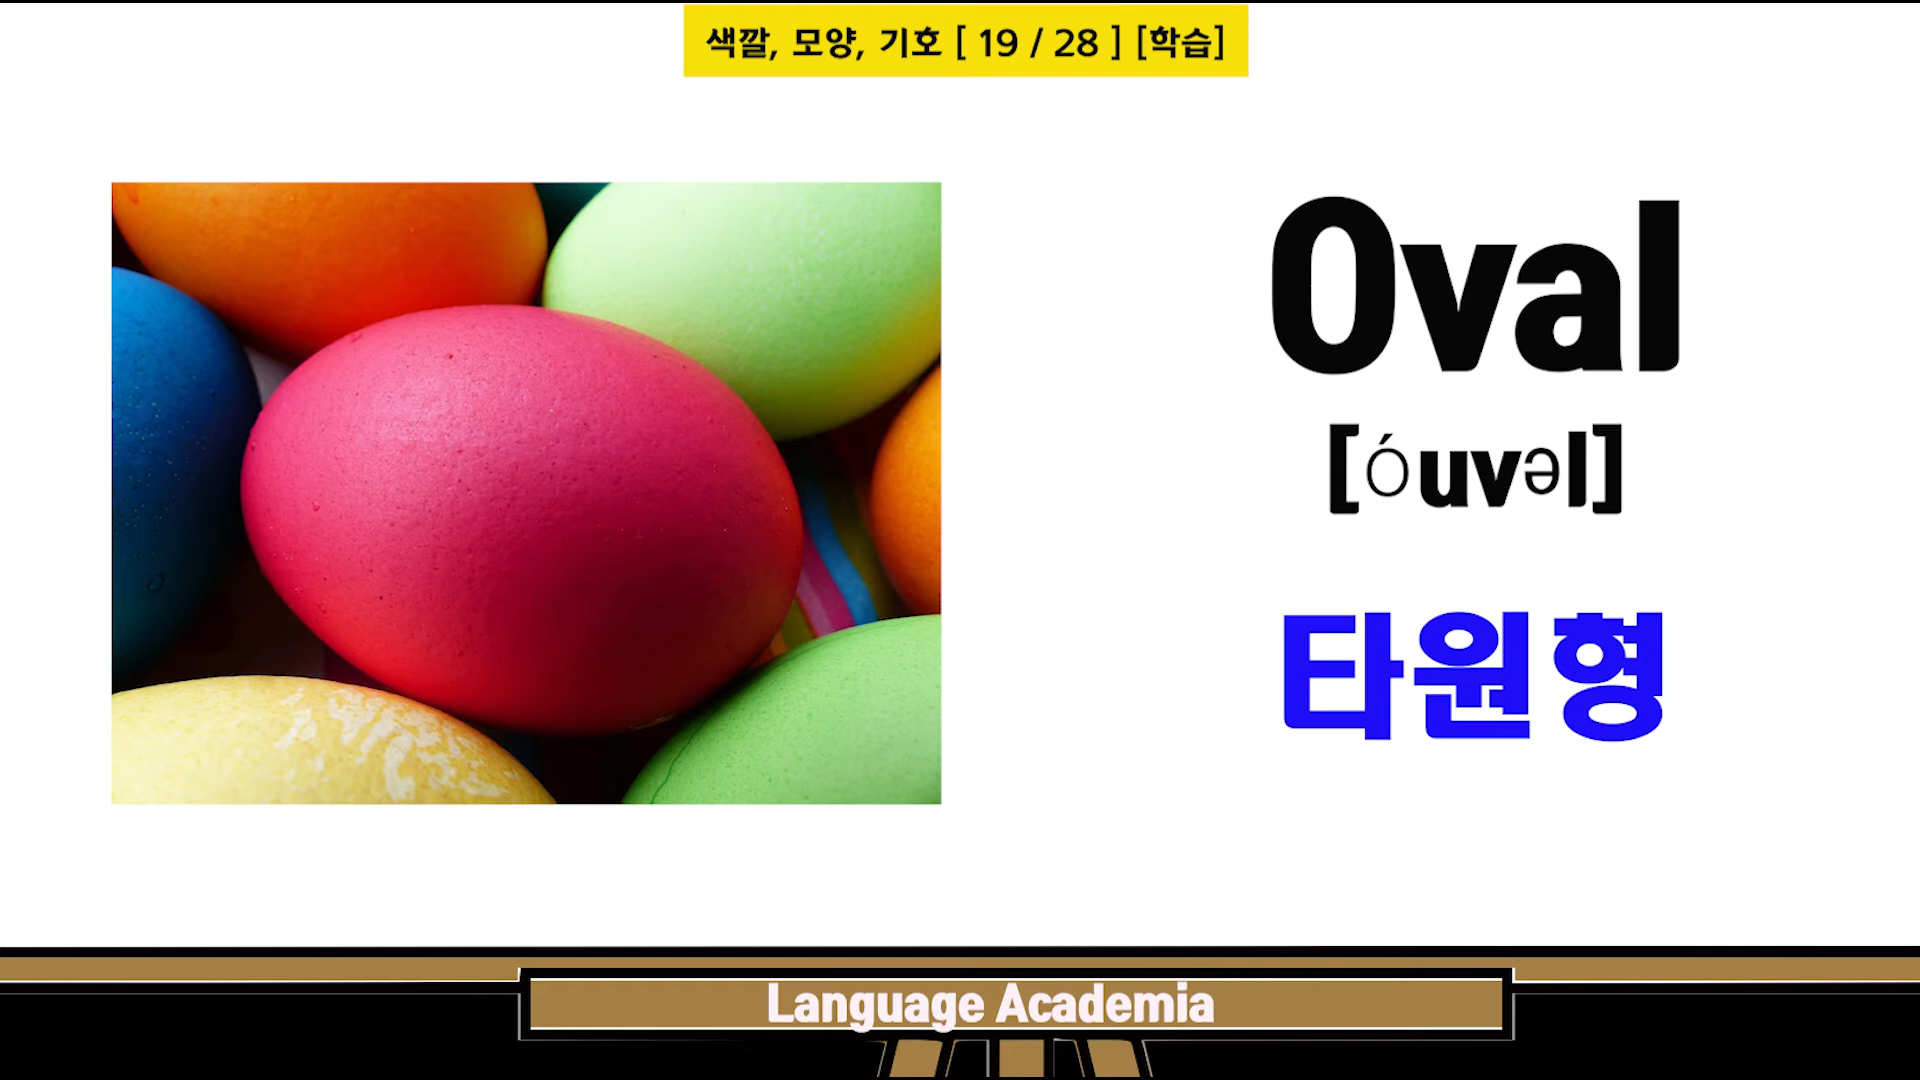 색깔, 모양, 기호 [ 19 / 28 ] [학습]
Oval
[óuvəl]
타원형
Language Academia